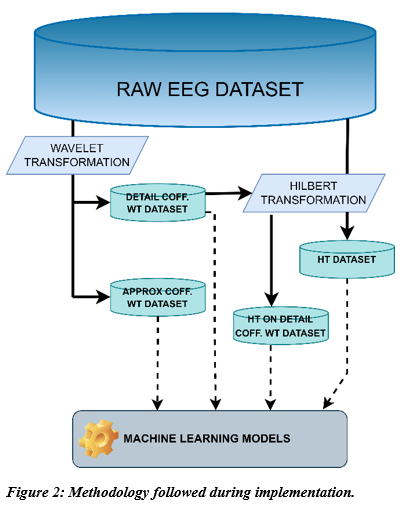 RAW EEG DATASET
WAVELET
TRANSFORMATION
DETAIL COFF.
WT DATASET
HILBERT
TRANSFORMATION
HT DATASET
APPROX COFF.
WT DATASET
HT ON DETAIL
COFF. WT DATASET
MACHINE LEARNING MODELS
Figure 2: Methodology followed during implementation.